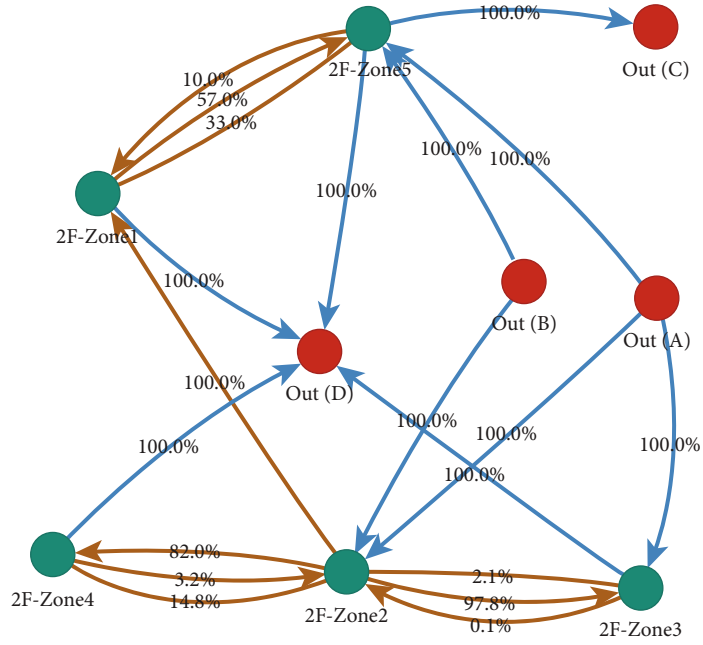 100.0%
2F-Zone5
Out (C)
10.0%
57.0%
33.0%
100.0%
100.0%
100.0%
2F-Zone1
100.0%
Out (B)
Out (A)
100.0%
Out (D)
100.0%
100.0%
100.0%
100.0%
100.0%
82.0%
3.2%
14.8%
2.1%
97.8%
0.1%
2F-Zone4
2F-Zone2
2F-Zone3